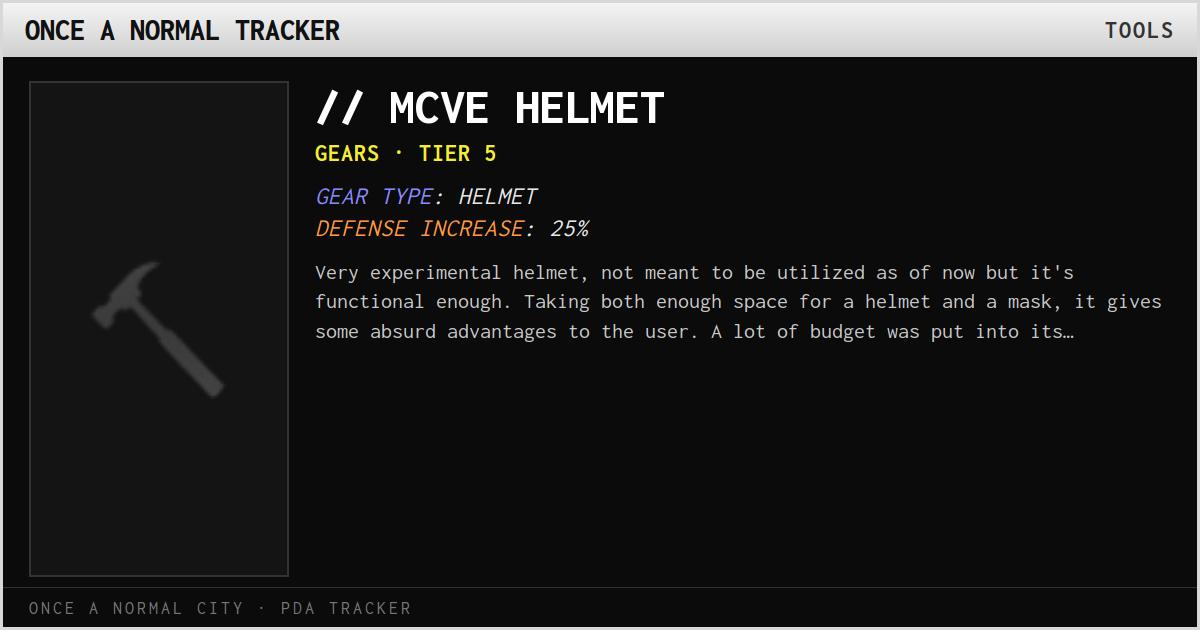 ONCE A NORMAL TRACKER
TOOLS
// MCVE HELMET
GEARS · TIER 5
GEAR TYPE: HELMET
DEFENSE INCREASE: 25%
Very experimental helmet, not meant to be utilized as of now but it's
functional enough. Taking both enough space for a helmet and a mask, it gives
some absurd advantages to the user. A lot of budget was put into its…
ONCE A NORMAL CITY · PDA TRACKER